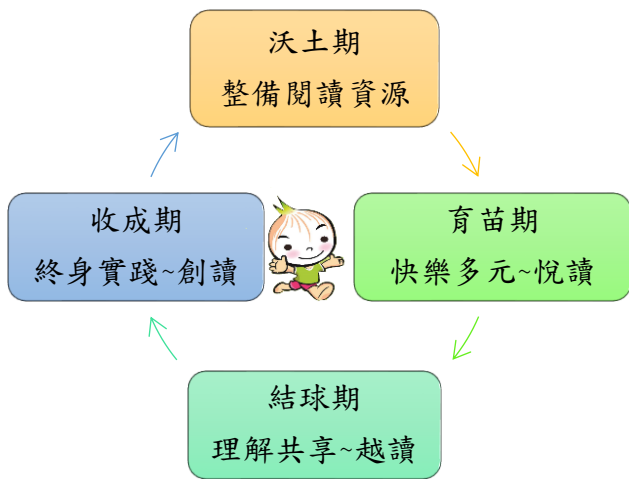 沃土期
整備閱讀資源
育苗期
快樂多元~悅讀
結球期
理解共享~越讀
收成期
終身實踐~創讀